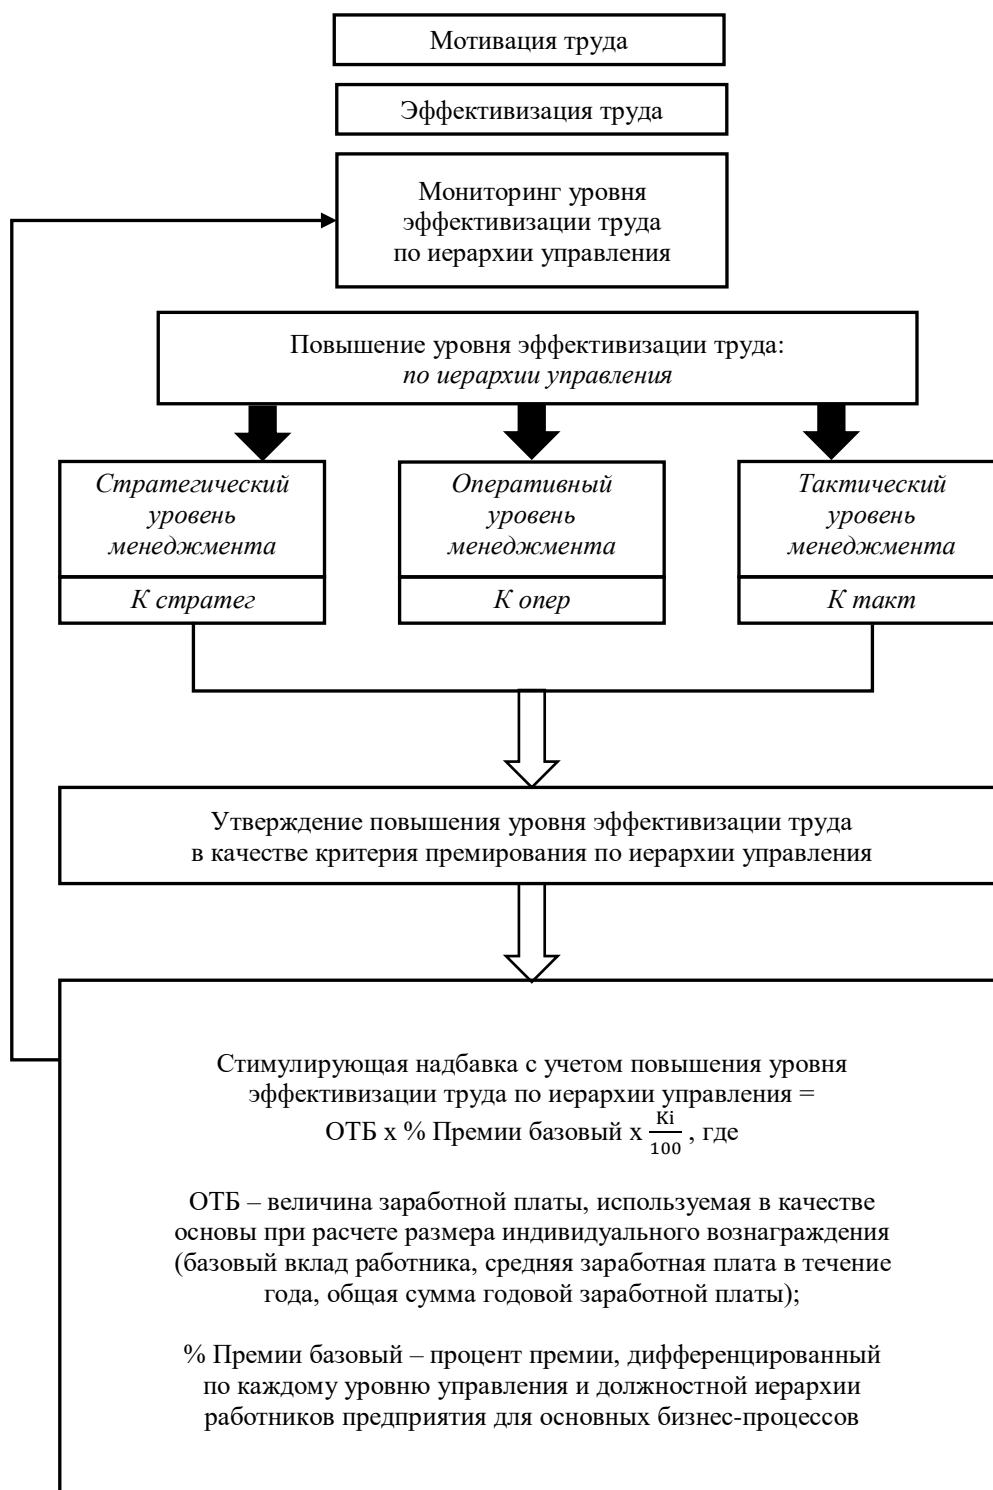 Мотивация труда
Эффективизация труда
Мониторинг уровня
эффективизации труда
по иерархии управления
Повышение уровня эффективизации труда:
по иерархии управления
Стратегический
уровень
менеджмента
К стратег
Оперативный
уровень
менеджмента
К опер
Тактический
уровень
менеджмента
К такт
Утверждение повышения уровня эффективизации труда
в качестве критерия премирования по иерархии управления
Стимулирующая надбавка с учетом повышения уровня
эффективизации труда по иерархии управления =
ОТБ х % Премии базовый х Ki/100 , где
ОТБ – величина заработной платы, используемая в качестве
основы при расчете размера индивидуального вознаграждения
(базовый вклад работника, средняя заработная плата в течение
года, общая сумма годовой заработной платы);
% Премии базовый – процент премии, дифференцированный
по каждому уровню управления и должностной иерархии
работников предприятия для основных бизнес-процессов